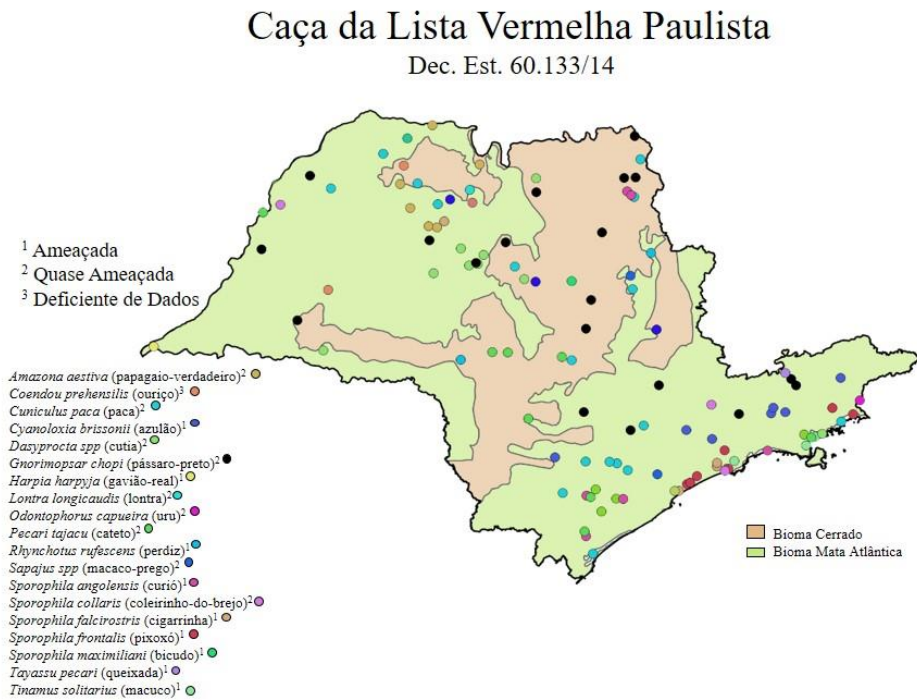 Caça da Lista Vermelha Paulista
Dec. Est. 60.133/14
¹ Ameaçada
² Quase Ameaçada
³ Deficiente de Dados
Amazona aestiva (papagaio-verdadeiro)²
Coendou prehensilis (ouriço)³
Cuniculus paca (paca)²
Cyanoloxia brissonii (azulão)¹
Dasyprocta spp (cutia)²
Gnorimopsar chopi (pássaro-preto)²
Harpia harpyja (gavião-real)¹
Lontra longicaudis (lontra)²
Odontophorus capueira (uru)²
Pecari tajacu (cateto)²
Rhynchotus rufescens (perdiz)¹
Sapajus spp (macaco-prego)²
Sporophila angolensis (curió)¹
Sporophila collaris (coleirinho-do-brejo)²
Sporophila falcirostris (cigarrinha)¹
Sporophila frontalis (pixoxó)¹
Sporophila maximiliani (bicudo)¹
Tayassu pecari (queixada)¹
Tinamus solitarius (macuco)¹
Bioma Cerrado
Bioma Mata Atlântica